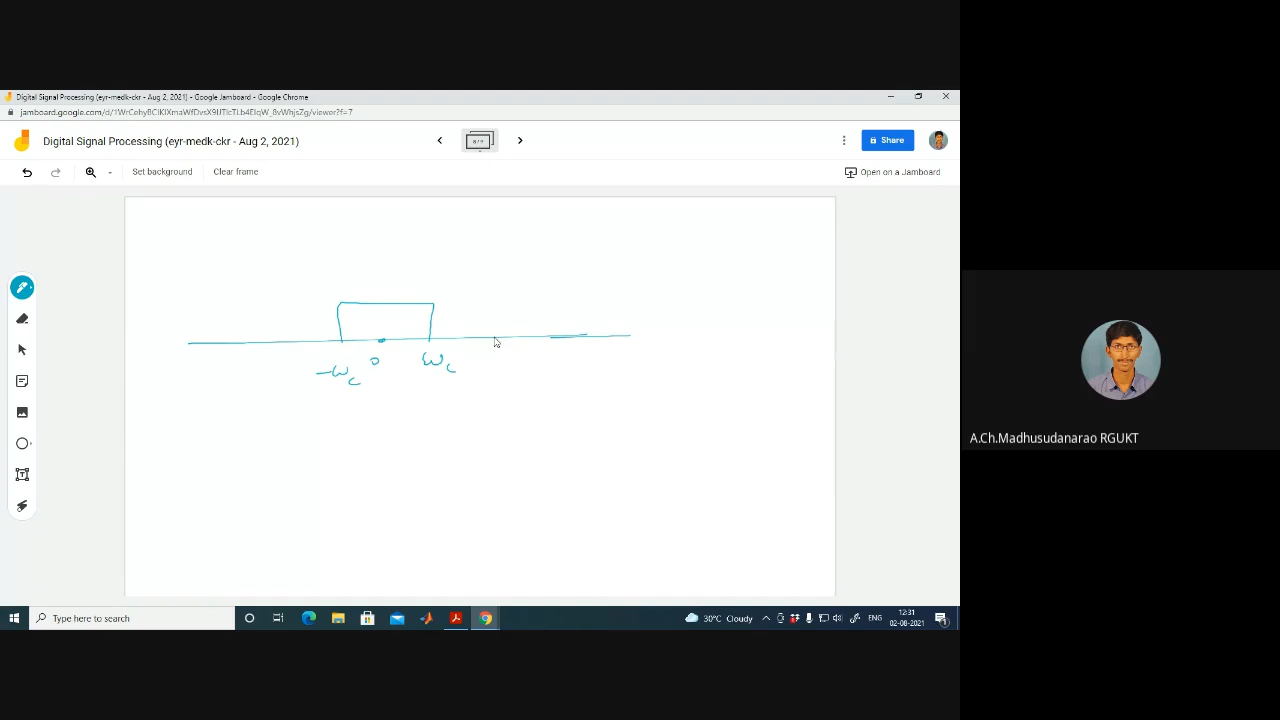 Digital Signal Processing (eyr-medk-ckr - Aug 2, 2021) - Google Jamboard - Google Chrome
Digital Signal Processing (eyr-medk-ckr - Aug 2, 2021)
8 / 9
Share
Set background
Clear frame
Open on a Jamboard
-ωc 0 ωc
A.Ch.Madhusudanarao RGUKT
Type here to search
30°C Cloudy
ENG
12:31
02-08-2021